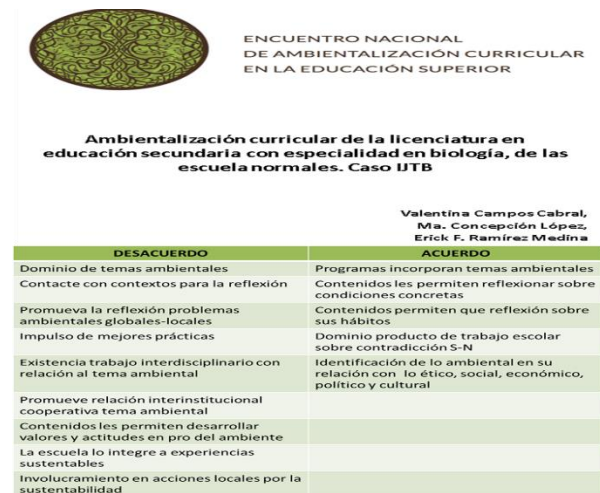 ENCUENTRO NACIONAL
DE AMBIENTALIZACIÓN CURRICULAR
EN LA EDUCACIÓN SUPERIOR
Ambientalización curricular de la licenciatura en
educación secundaria con especialidad en biología, de las
escuela normales. Caso IJTB
Valentina Campos Cabral,
Ma. Concepción López,
Erick F. Ramírez Medina
DESACUERDO
ACUERDO
Dominio de temas ambientales
Programas incorporan temas ambientales
Contacte con contextos para la reflexión
Contenidos les permiten reflexionar sobre
condiciones concretas
Promueva la reflexión problemas
ambientales globales-locales
Contenidos permiten que reflexión sobre
sus hábitos
Impulso de mejores prácticas
Dominio producto de trabajo escolar
sobre contradicción S-N
Existencia trabajo interdisciplinario con
relación al tema ambiental
Identificación de lo ambiental en su
relación con lo ético, social, económico,
político y cultural
Promueve relación interinstitucional
cooperativa tema ambiental
Contenidos les permiten desarrollar
valores y actitudes en pro del ambiente
La escuela lo integre a experiencias
sustentables
Involucramiento en acciones locales por la
sustentabilidad